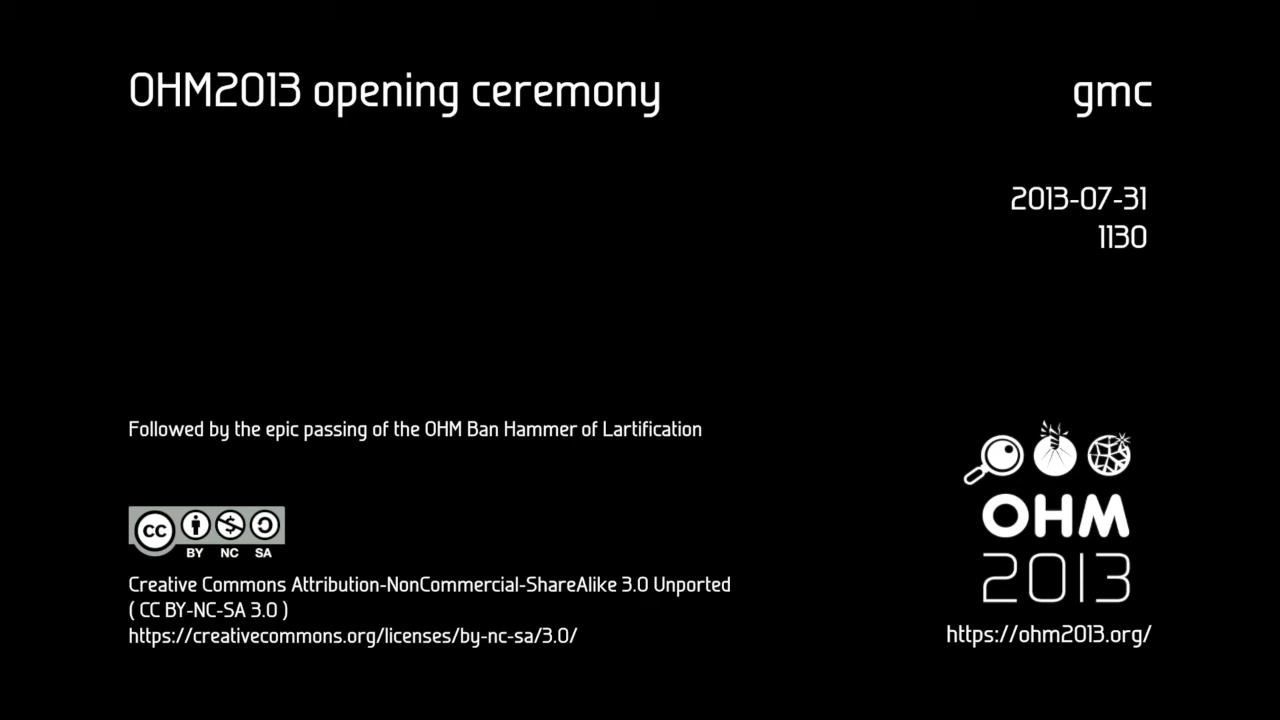 OHM2013 opening ceremony
gmc
2013-07-31
1130
Followed by the epic passing of the OHM Ban Hammer of Lartification
cc
BY NC SA
Creative Commons Attribution-NonCommercial-ShareAlike 3.0 Unported
( CC BY-NC-SA 3.0 )
https://creativecommons.org/licenses/by-nc-sa/3.0/
OHM
2013
https://ohm2013.org/